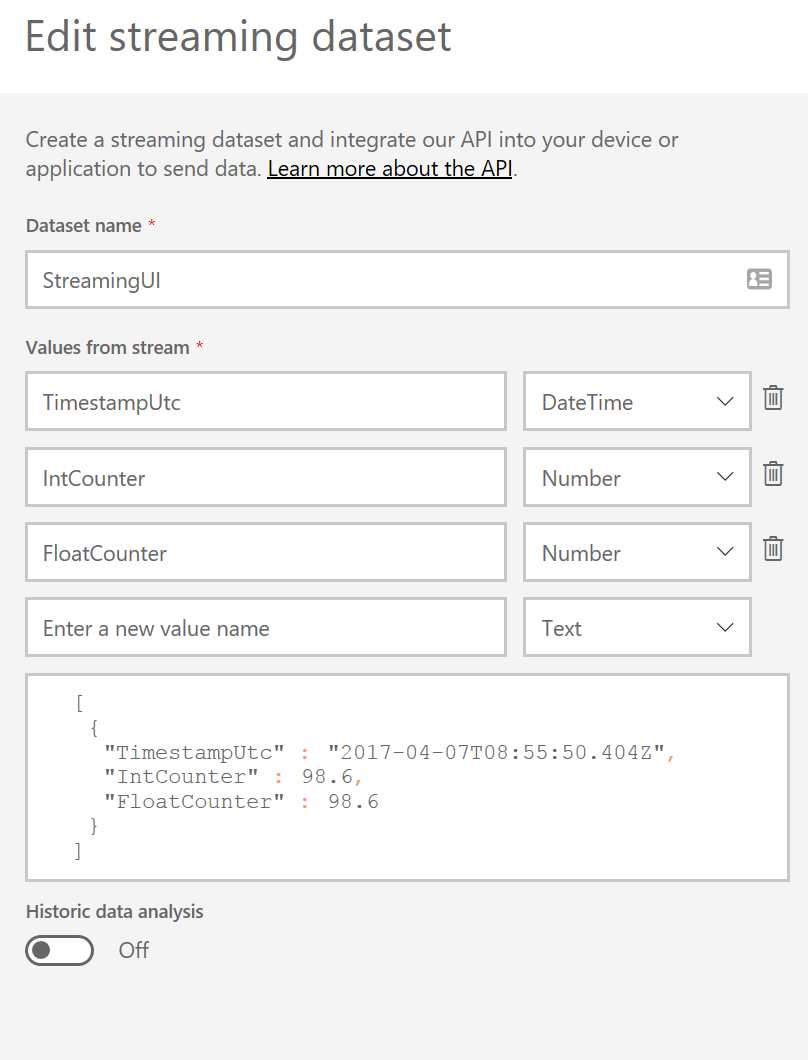 Edit streaming dataset
Create a streaming dataset and integrate our API into your device or
application to send data. Learn more about the API.
Dataset name *
StreamingUI
Values from stream *
TimestampUtc DateTime
IntCounter Number
FloatCounter Number
Enter a new value name Text
[
{
"TimestampUtc" : "2017-04-07T08:55:50.404Z",
"IntCounter" : 98.6,
"FloatCounter" : 98.6
}
]
Historic data analysis
Off